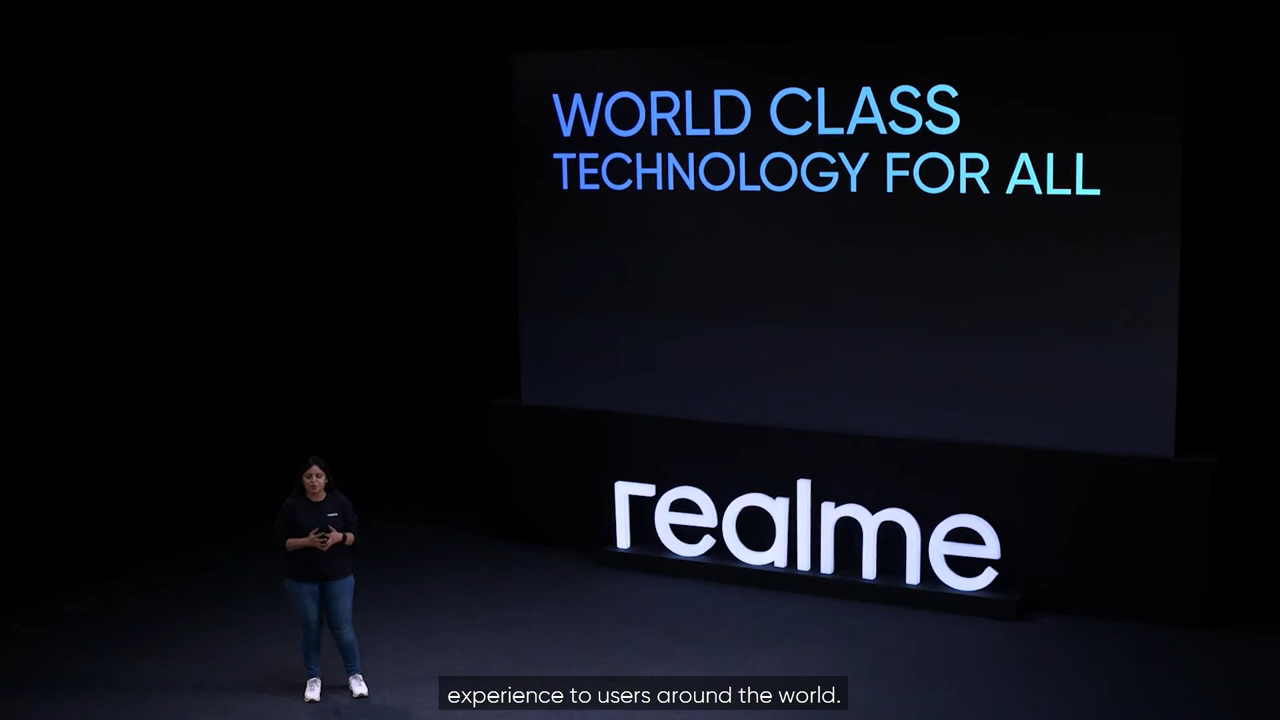 WORLD CLASS
TECHNOLOGY FOR ALL
realme
experience to users around the world.